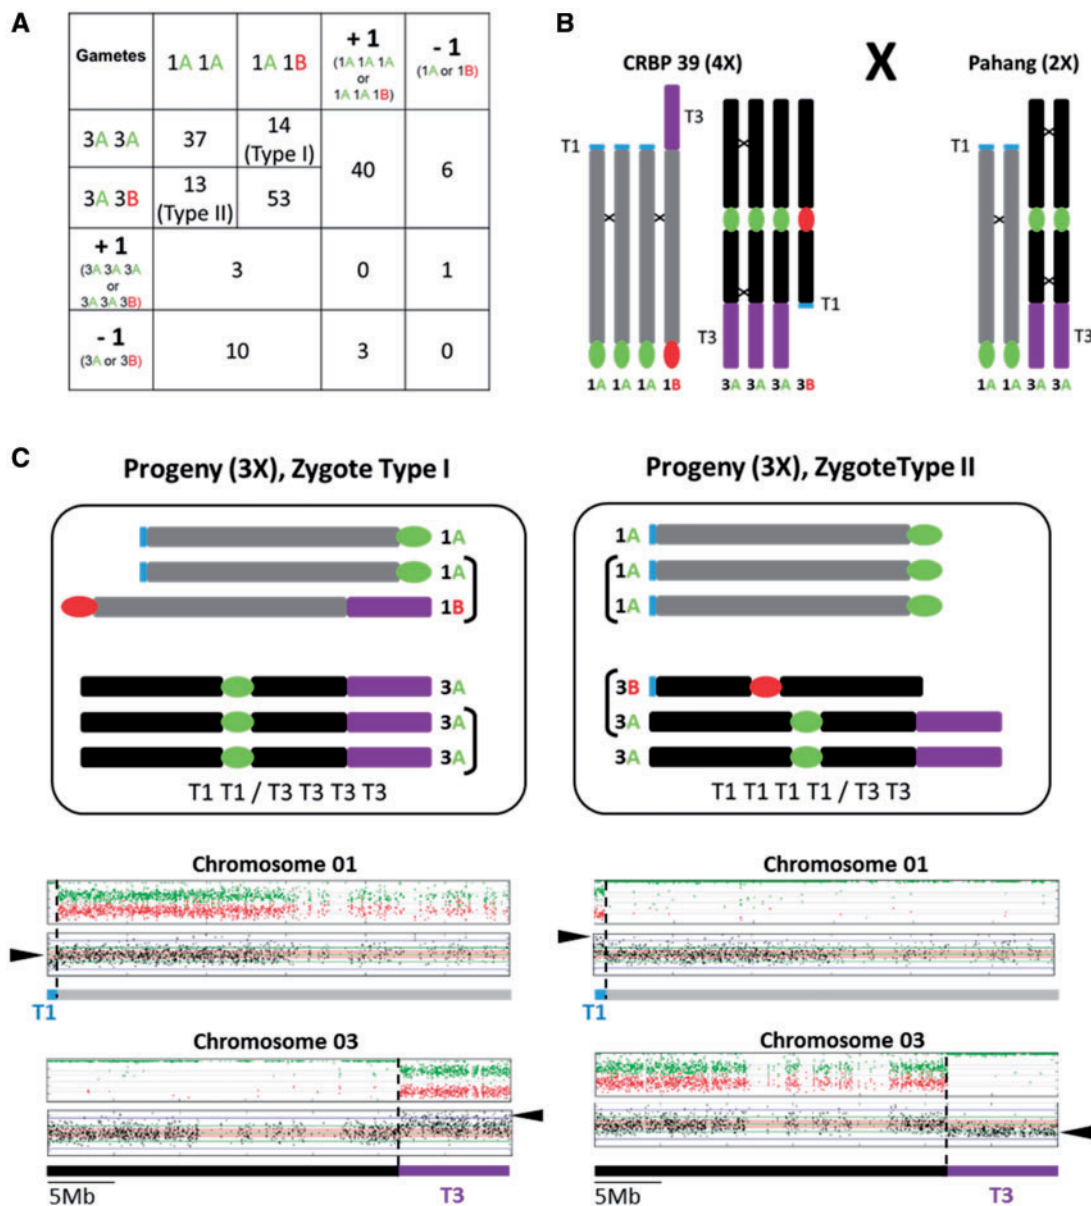 A
Gametes
1A 1A
1A 1B
+ 1
(1A 1A 1A
or
1A 1A 1B)
- 1
(1A or 1B)
3A 3A
37
14
(Type I)
40
6
3A 3B
13
(Type II)
53
+ 1
(3A 3A 3A
or
3A 3A 3B)
3
0
1
- 1
(3A or 3B)
10
3
0
B
CRBP 39 (4X)
X
Pahang (2X)
T3
T1
T1
T1
T3
T3
1A 1A 1A 1B
3A 3A 3A 3B
1A 1A 3A 3A
C
Progeny (3X), Zygote Type I
1A
1A
1B
3A
3A
3A
T1 T1 / T3 T3 T3 T3
Progeny (3X), ZygoteType II
1A
1A
1A
3B
3A
3A
T1 T1 T1 T1 / T3 T3
Chromosome 01
T1
Chromosome 03
5Mb
T3
Chromosome 01
T1
Chromosome 03
5Mb
T3